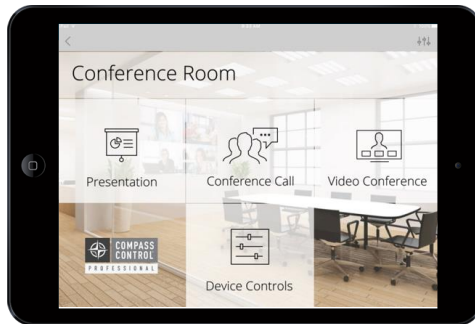 Conference Room
Presentation
Conference Call
Video Conference
COMPASS
CONTROL
PROFESSIONAL
Device Controls